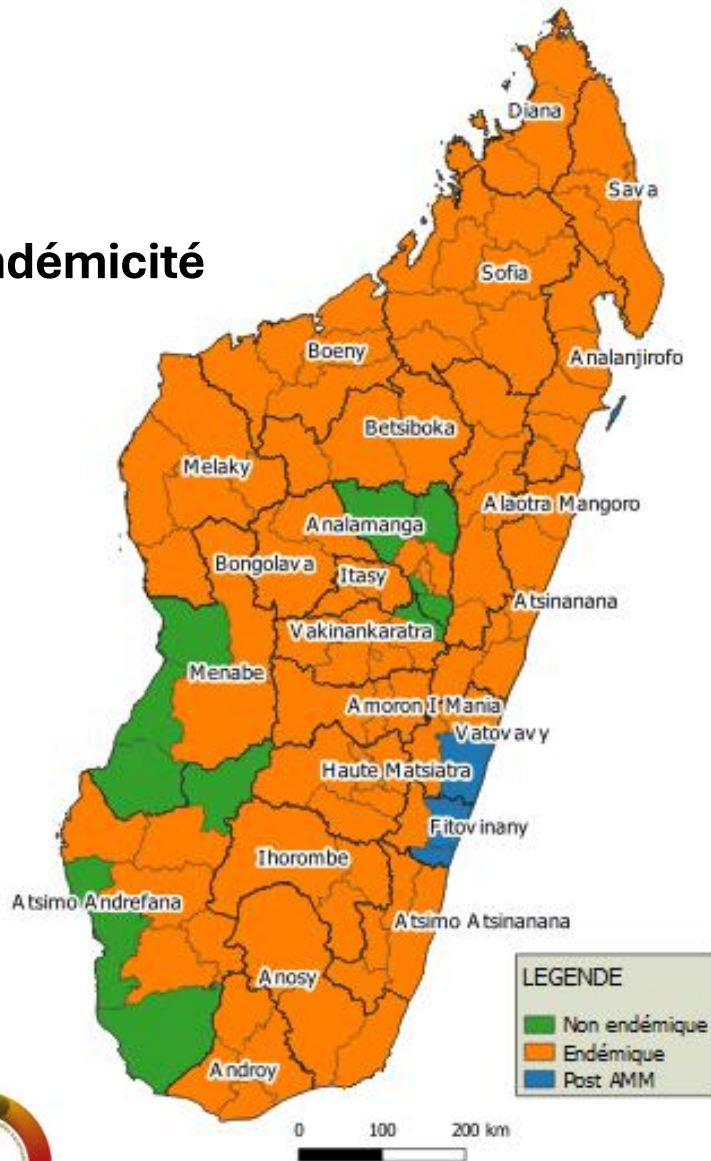 Diana
Sava
ndémicité
Sofia
Boeny
Analanjirofo
Betsiboka
Melaky
Alaotra Mangoro
Analamanga
Bongolava
Itasy
Atsinanana
Vakinankaratra
Menabe
Amoron I Mania
Vatovavy
Haute Matsiatra
Fitovinany
Ihorombe
Atsimo Andrefana
Atsimo Atsinanana
Anosy
LEGENDE
Non endémique
Endémique
Post AMM
Androy
0 100 200 km